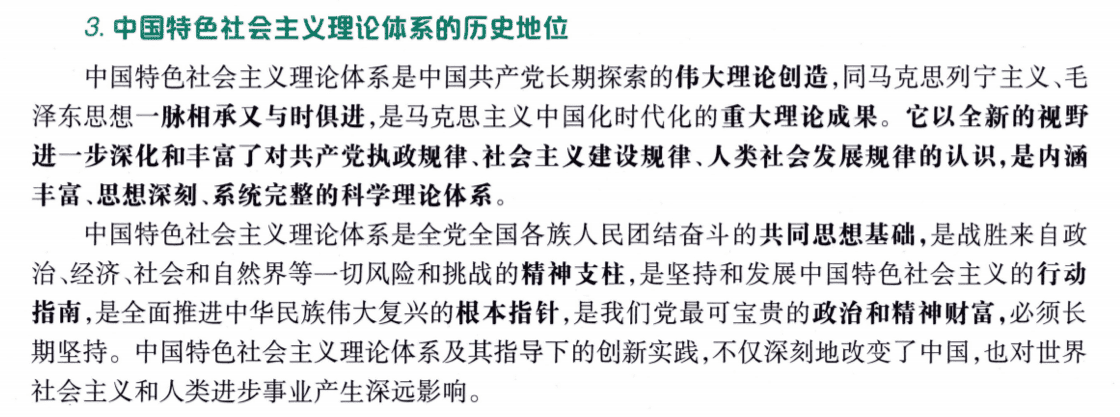 3. 中国特色社会主义理论体系的历史地位
中国特色社会主义理论体系是中国共产党长期探索的伟大理论创造,同马克思列宁主义、毛
泽东思想一脉相承又与时俱进,是马克思主义中国化时代化的重大理论成果。它以全新的视野
进一步深化和丰富了对共产党执政规律、社会主义建设规律、人类社会发展规律的认识,是内涵
丰富、思想深刻、系统完整的科学理论体系。
中国特色社会主义理论体系是全党全国各族人民团结奋斗的共同思想基础,是战胜来自政
治、经济、社会和自然界等一切风险和挑战的精神支柱,是坚持和发展中国特色社会主义的行动
指南,是全面推进中华民族伟大复兴的根本指针,是我们党最可宝贵的政治和精神财富,必须长
期坚持。中国特色社会主义理论体系及其指导下的创新实践,不仅深刻地改变了中国,也对世界
社会主义和人类进步事业产生深远影响。